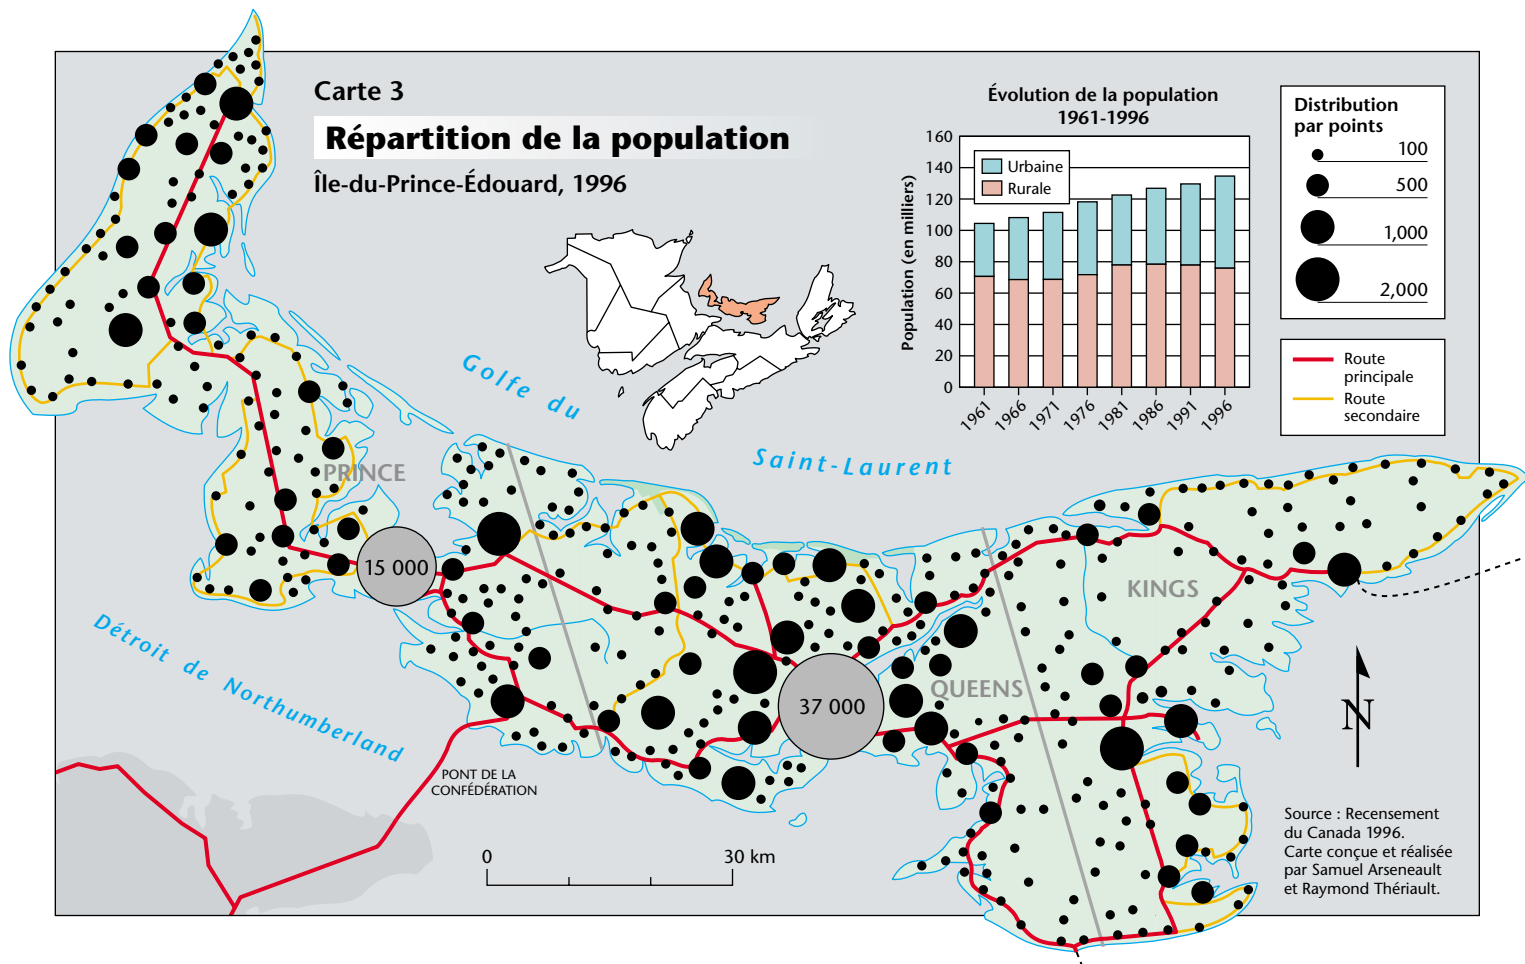 Carte 3
Répartition de la population
Île-du-Prince-Édouard, 1996
Évolution de la population
1961-1996
Population (en milliers)
160
140
120
100
80
60
40
20
0
Urbaine
Rurale
1961
1966
1971
1976
1981
1986
1991
1996
Distribution
par points
100
500
1,000
2,000
Route
principale
Route
secondaire
Golfe du
Saint-Laurent
PRINCE
15 000
KINGS
QUEENS
37 000
Détroit de Northumberland
PONT DE LA
CONFÉDÉRATION
0
30 km
N
Source : Recensement
du Canada 1996.
Carte conçue et réalisée
par Samuel Arseneault
et Raymond Thériault.